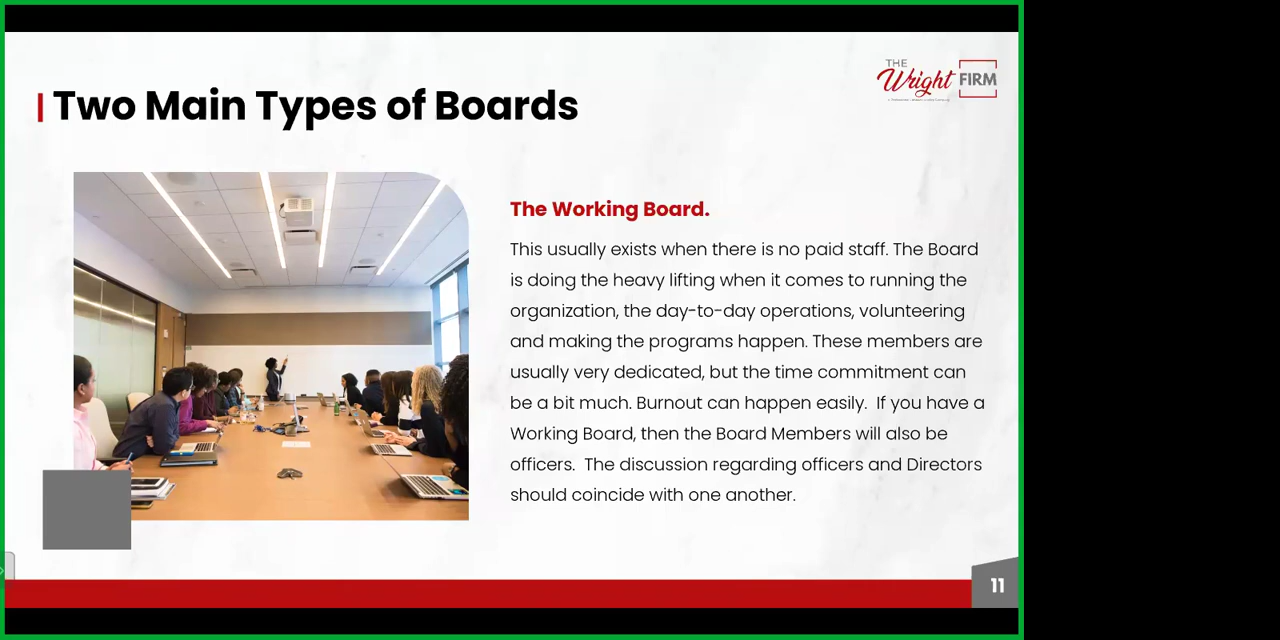 Two Main Types of Boards
THE
Wright FIRM
The Working Board.
This usually exists when there is no paid staff. The Board
is doing the heavy lifting when it comes to running the
organization, the day-to-day operations, volunteering
and making the programs happen. These members are
usually very dedicated, but the time commitment can
be a bit much. Burnout can happen easily.  If you have a
Working Board, then the Board Members will also be
officers.  The discussion regarding officers and Directors
should coincide with one another.
11